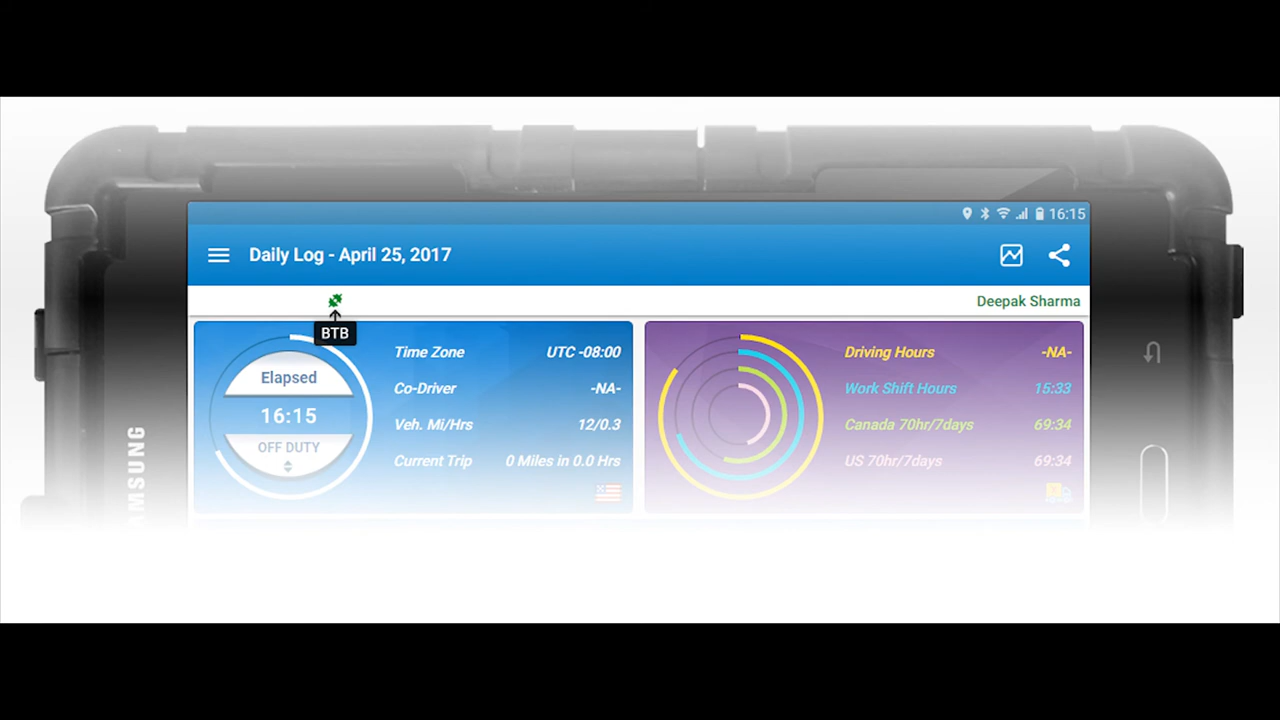 16:15
Daily Log - April 25, 2017
Deepak Sharma
BTB
Elapsed
16:15
OFF DUTY
Time Zone UTC -08:00
Co-Driver -NA-
Veh. Mi/Hrs 12/0.3
Current Trip 0 Miles in 0.0 Hrs
Driving Hours -NA-
Work Shift Hours 15:33
Canada 70hr/7days 69:34
US 70hr/7days 69:34
AMSUNG